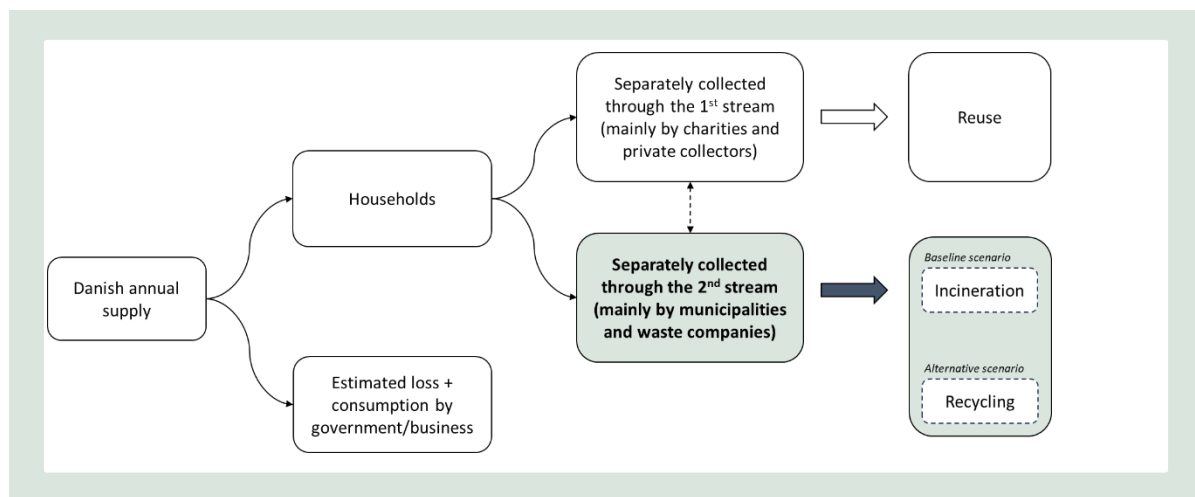 Danish annual
supply
Households
Estimated loss +
consumption by
government/business
Separately collected
through the 1st stream
(mainly by charities and
private collectors)
Reuse
Separately collected
through the 2nd stream
(mainly by municipalities
and waste companies)
Baseline scenario
Incineration
Alternative scenario
Recycling